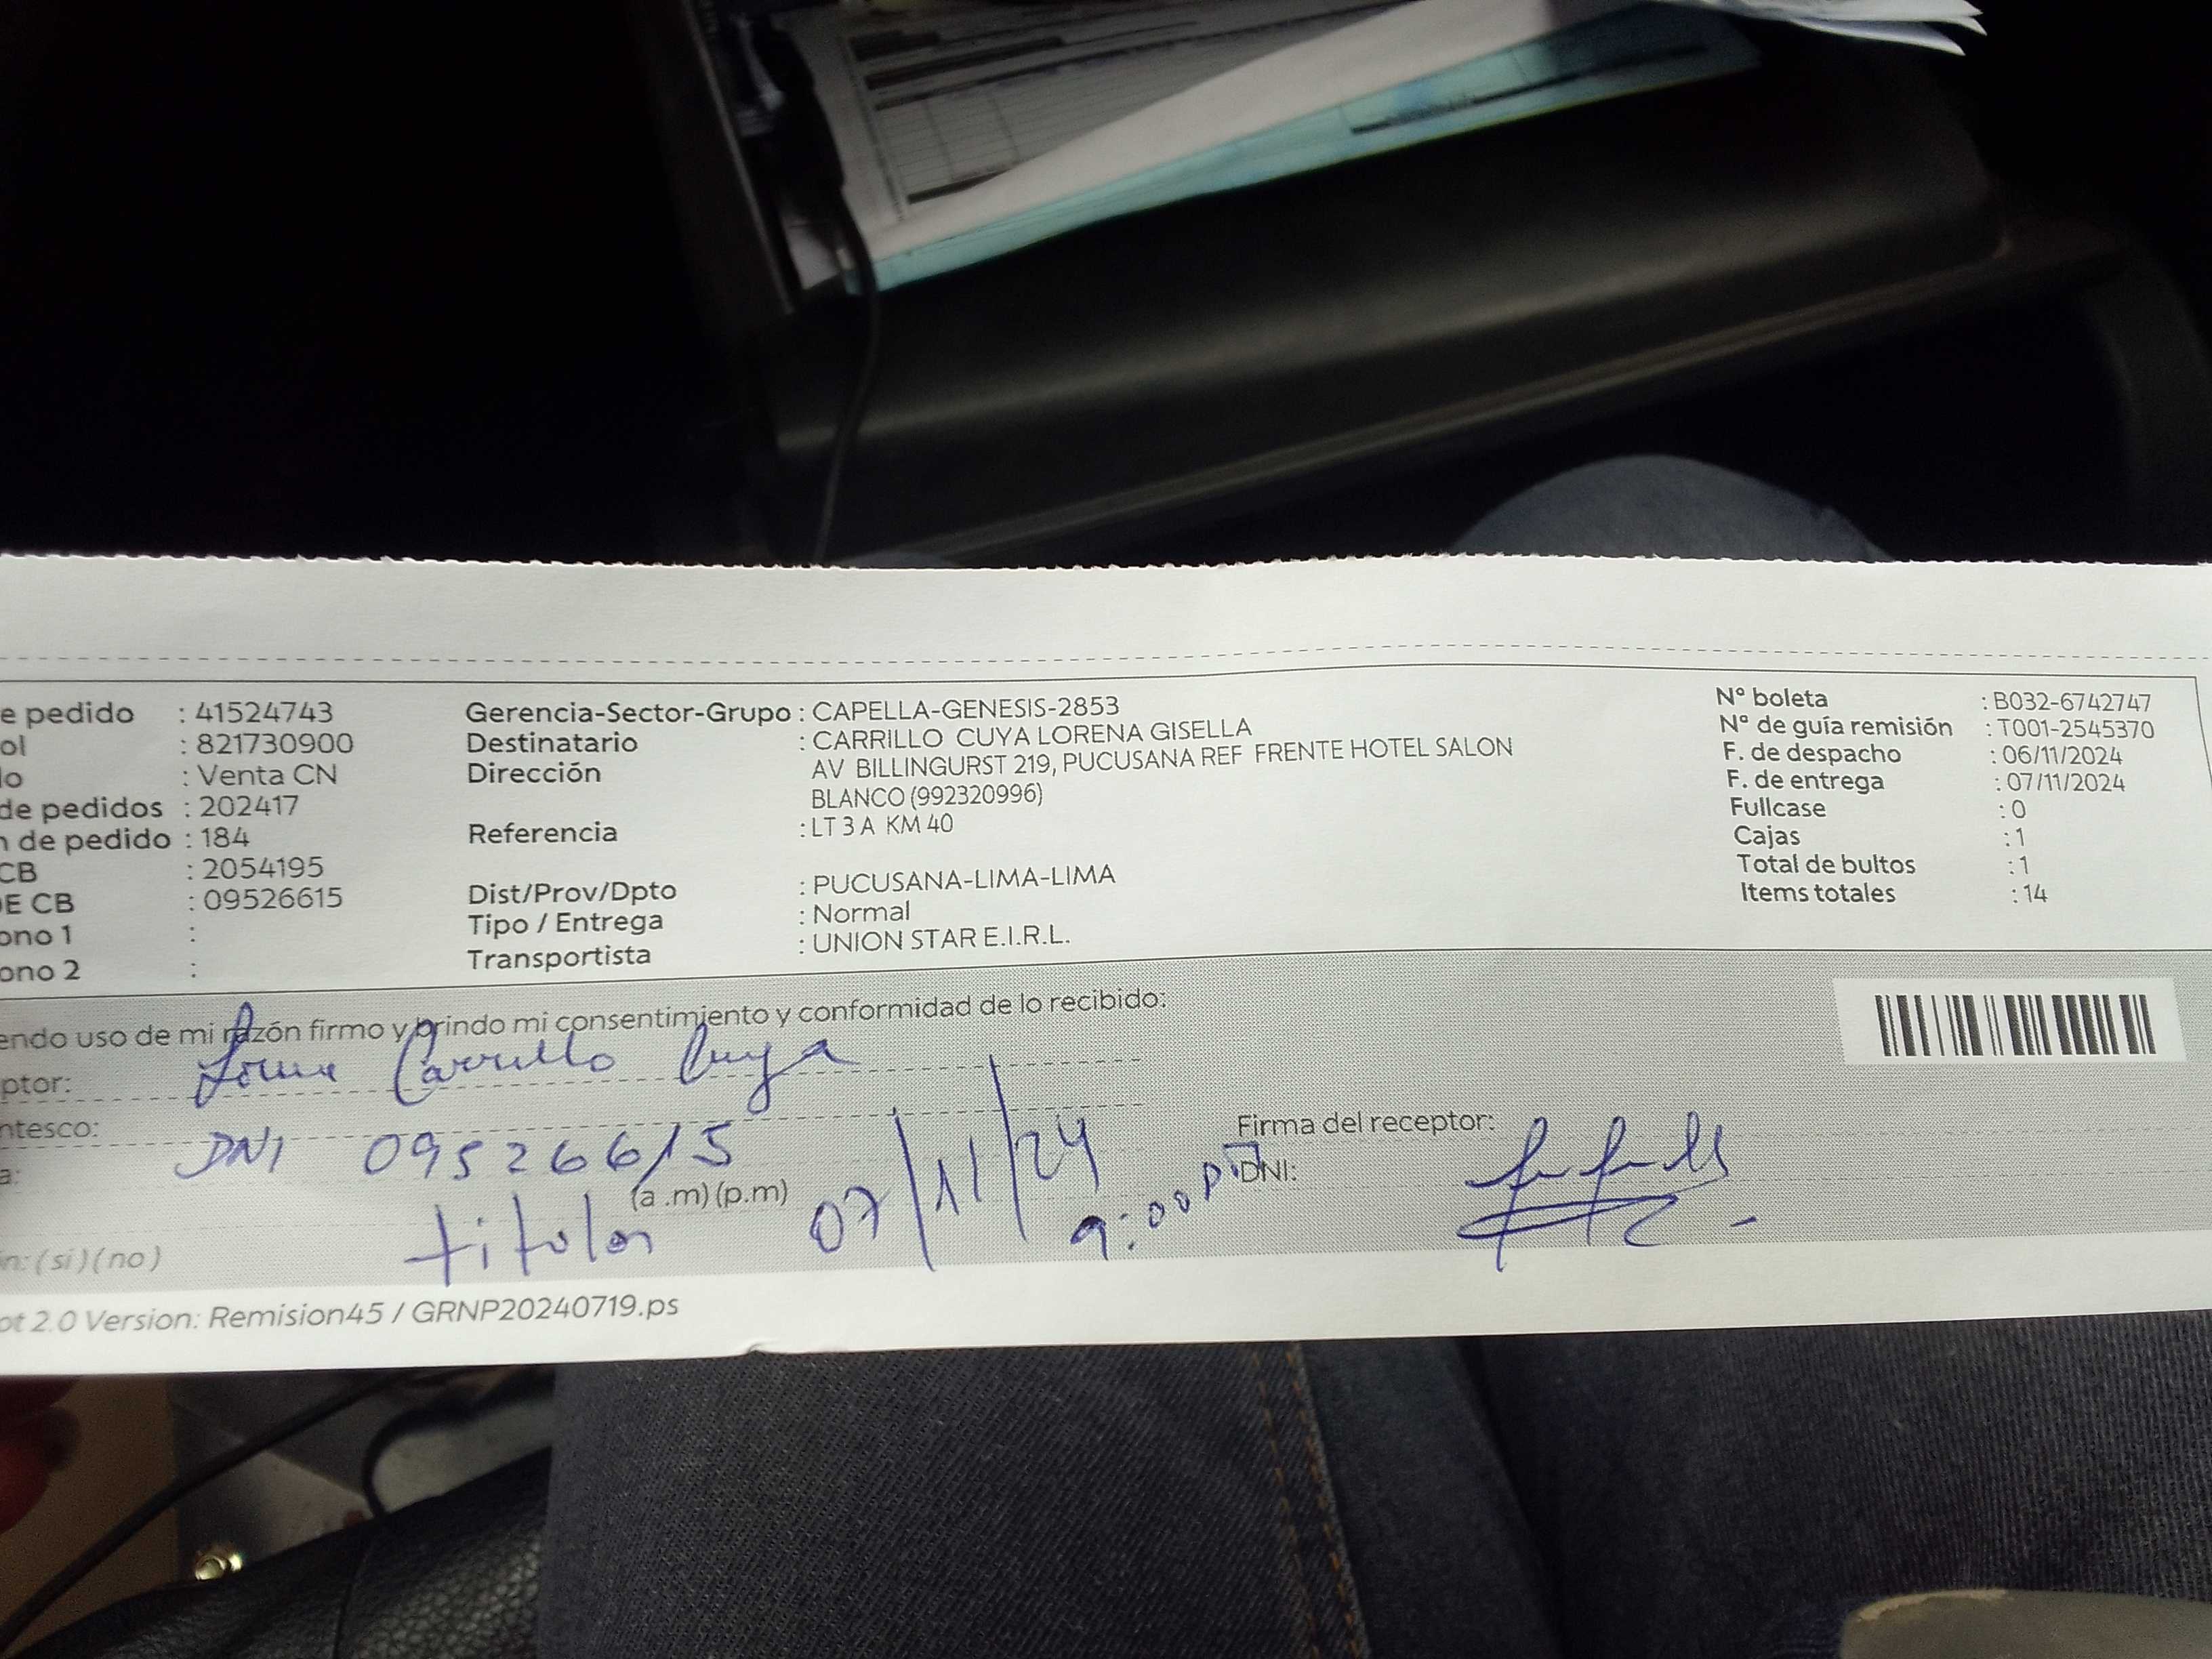 e pedido : 41524743
ol : 821730900
do : Venta CN
de pedidos : 202417
n de pedido : 184
CB : 2054195
E CB : 09526615
ono 1 :
ono 2 :
Gerencia-Sector-Grupo : CAPELLA-GENESIS-2853
Destinatario : CARRILLO CUYA LORENA GISELLA
Dirección AV BILLINGURST 219, PUCUSANA REF FRENTE HOTEL SALON
BLANCO (992320996)
Referencia : LT 3 A KM 40
Dist/Prov/Dpto : PUCUSANA-LIMA-LIMA
Tipo / Entrega : Normal
Transportista : UNION STAR E.I.R.L.
Nº boleta : B032-6742747
Nº de guía remisión : T001-2545370
F. de despacho : 06/11/2024
F. de entrega : 07/11/2024
Fullcase : 0
Cajas : 1
Total de bultos : 1
Items totales : 14
endo uso de mi razón firmo y brindo mi consentimiento y conformidad de lo recibido:
ptor: Carrillo Cuya
ntesco: DNI 09526615
a: (a .m) (p.m)
titular 07/11/24 9:00
Firma del receptor:
DNI:
n: (si) (no)
ot 2.0 Version: Remision45 / GRNP20240719.ps